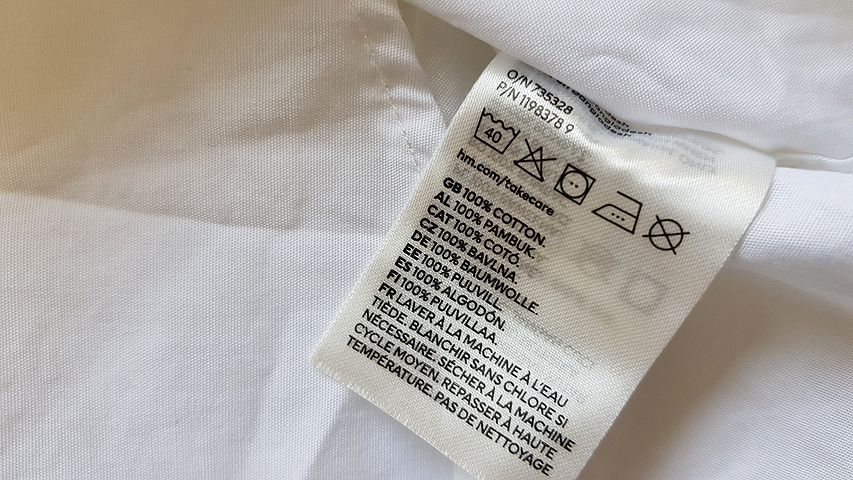 O/N 735328
P/N 1198378 9
40
hm.com/takecare
GB 100% COTTON.
AL 100% PAMBUK.
CAT 100% COTÓ.
CZ 100% BAVLNA.
DE 100% BAUMWOLLE.
EE 100% PUUVILL.
ES 100% ALGODÓN.
FI 100% PUUVILLAA.
FR LAVER À LA MACHINE À L'EAU
TIÈDE. BLANCHIR SANS CHLORE SI
NÉCESSAIRE. SÉCHER À LA MACHINE
CYCLE MOYEN. REPASSER À HAUTE
TEMPÉRATURE. PAS DE NETTOYAGE